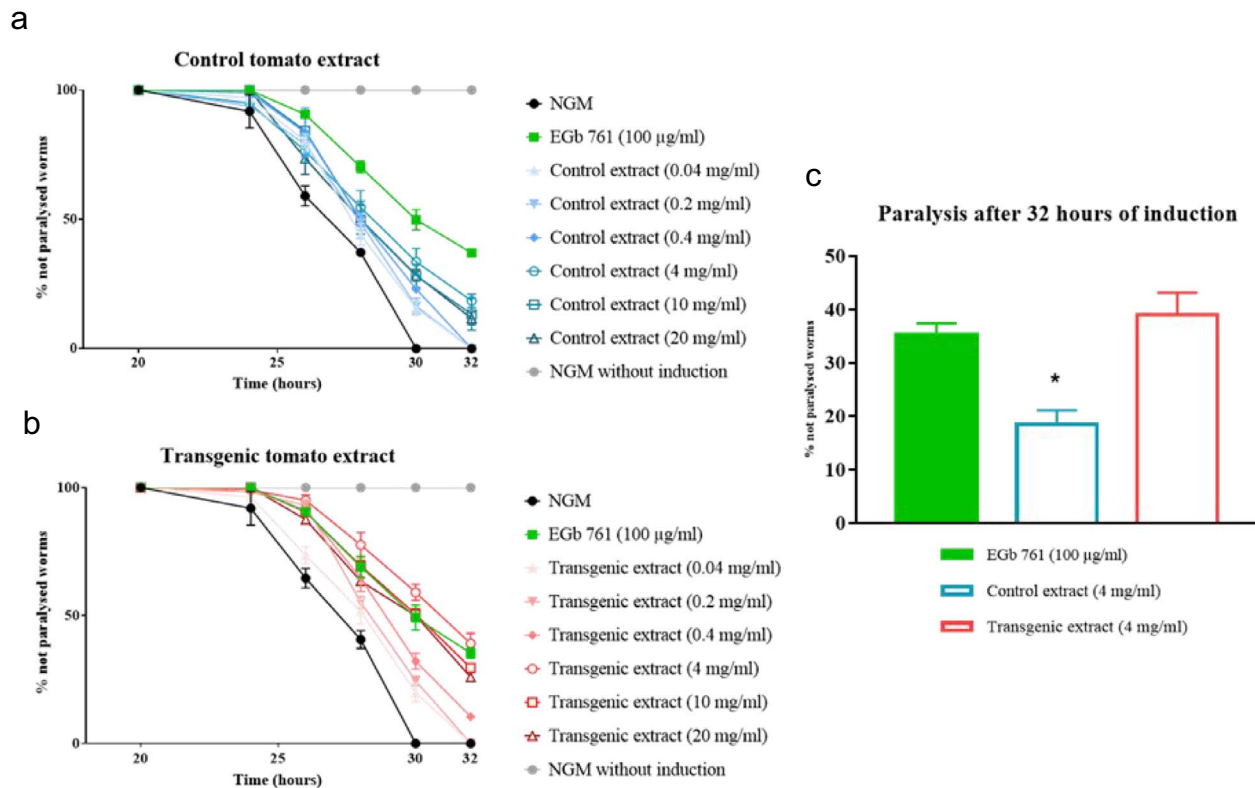 a
Control tomato extract
% not paralysed worms
100
50
0
20
25
30
32
Time (hours)
NGM
EGb 761 (100 µg/ml)
Control extract (0.04 mg/ml)
Control extract (0.2 mg/ml)
Control extract (0.4 mg/ml)
Control extract (4 mg/ml)
Control extract (10 mg/ml)
Control extract (20 mg/ml)
NGM without induction
b
Transgenic tomato extract
% not paralysed worms
100
50
0
20
25
30
32
Time (hours)
NGM
EGb 761 (100 µg/ml)
Transgenic extract (0.04 mg/ml)
Transgenic extract (0.2 mg/ml)
Transgenic extract (0.4 mg/ml)
Transgenic extract (4 mg/ml)
Transgenic extract (10 mg/ml)
Transgenic extract (20 mg/ml)
NGM without induction
c
Paralysis after 32 hours of induction
% not paralysed worms
50
40
30
20
10
0
*
EGb 761 (100 µg/ml)
Control extract (4 mg/ml)
Transgenic extract (4 mg/ml)